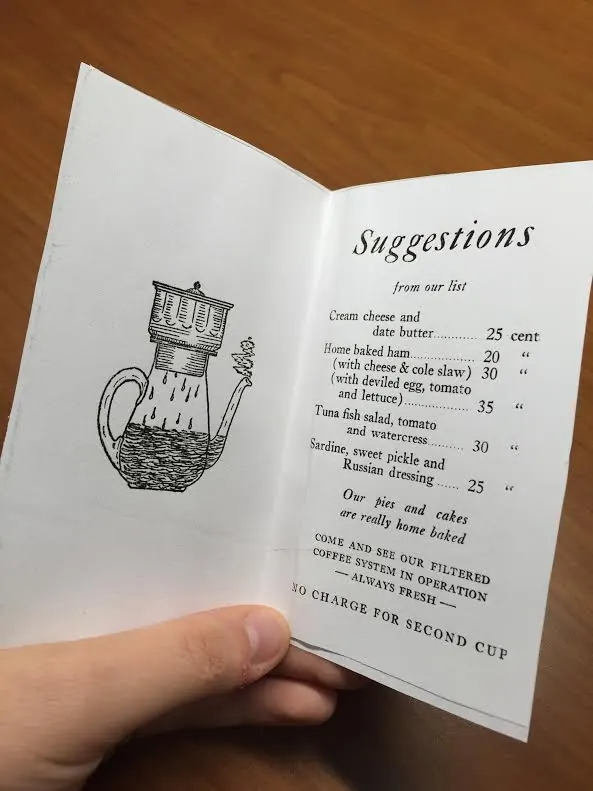 Suggestions
from our list
Cream cheese and
date butter............ 25 cent
Home baked ham...................... 20 "
(with cheese & cole slaw) 30 "
(with deviled egg, tomato
and lettuce)...................... 35 "
Tuna fish salad, tomato
and watercress............ 30 "
Sardine, sweet pickle and
Russian dressing ...... 25 "
Our pies and cakes
are really home baked
COME AND SEE OUR FILTERED
COFFEE SYSTEM IN OPERATION
— ALWAYS FRESH —
NO CHARGE FOR SECOND CUP